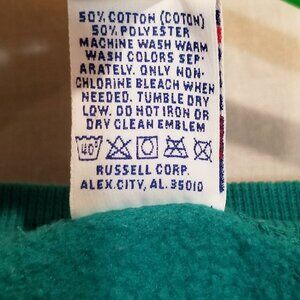 50% COTTON (COTON)
50% POLYESTER
MACHINE WASH WARM
WASH COLORS SEP-
ARATELY. ONLY NON-
CHLORINE BLEACH WHEN
NEEDED. TUMBLE DRY
LOW. DO NOT IRON OR
DRY CLEAN EMBLEM
40°
RUSSELL CORP.
ALEX.CITY, AL. 35010